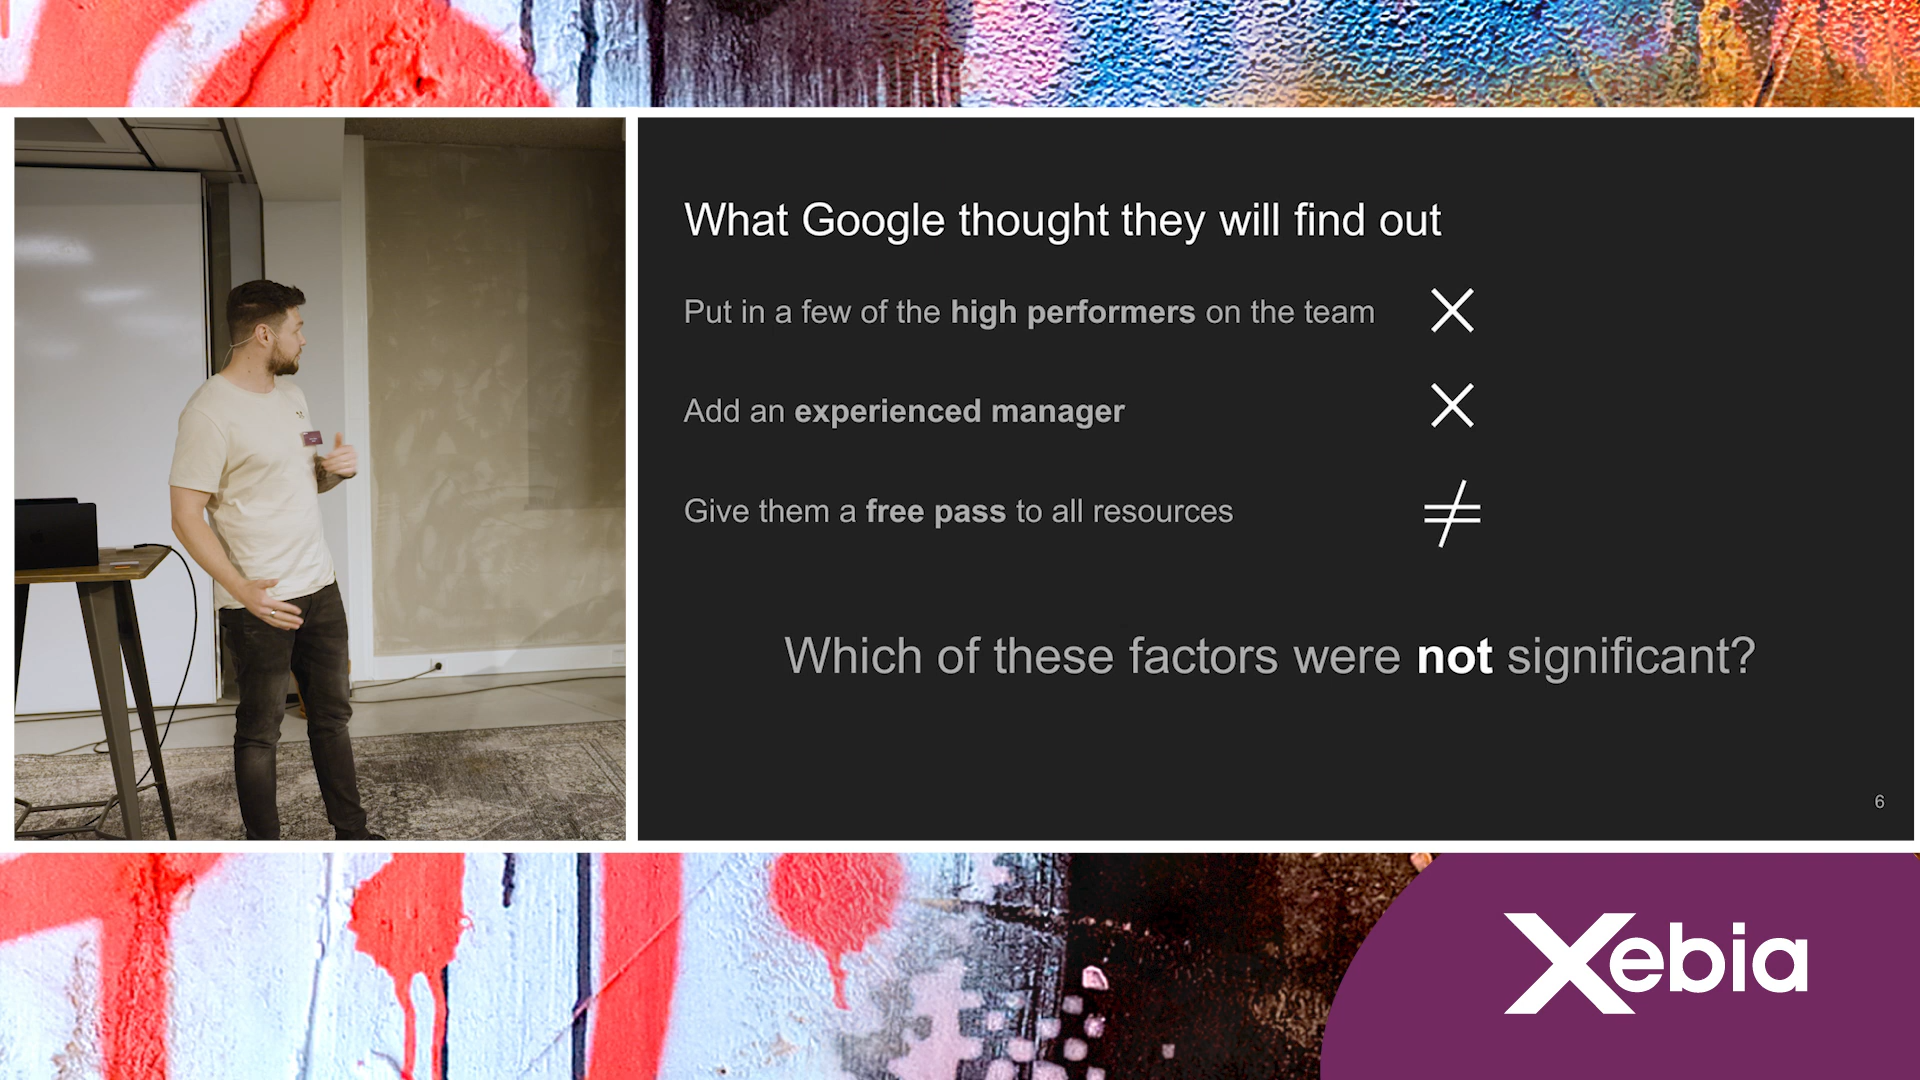 What Google thought they will find out
Put in a few of the high performers on the team
Add an experienced manager
Give them a free pass to all resources
≠
Which of these factors were not significant?
6
Xebia